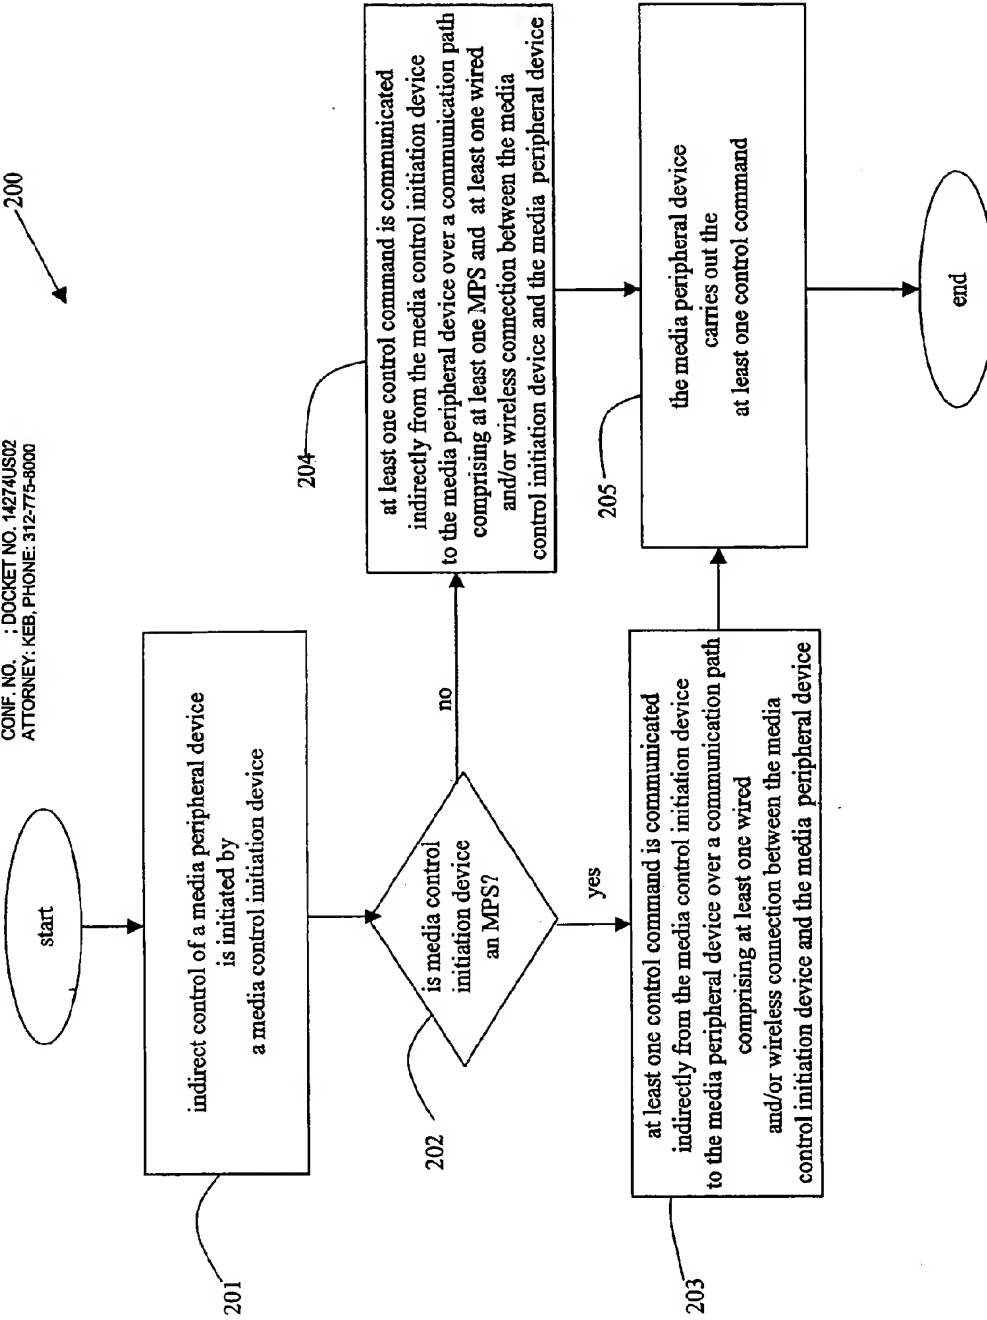 CONF. NO. ; DOCKET NO. 14274US02
ATTORNEY: KEB, PHONE: 312-775-8000
200
start
201
indirect control of a media peripheral device
is initiated by
a media control initiation device
202
is media control
initiation device
an MPS?
no
yes
204
at least one control command is communicated
indirectly from the media control initiation device
to the media peripheral device over a communication path
comprising at least one MPS and at least one wired
and/or wireless connection between the media
control initiation device and the media peripheral device
203
at least one control command is communicated
indirectly from the media control initiation device
to the media peripheral device over a communication path
comprising at least one wired
and/or wireless connection between the media
control initiation device and the media peripheral device
205
the media peripheral device
carries out the
at least one control command
end